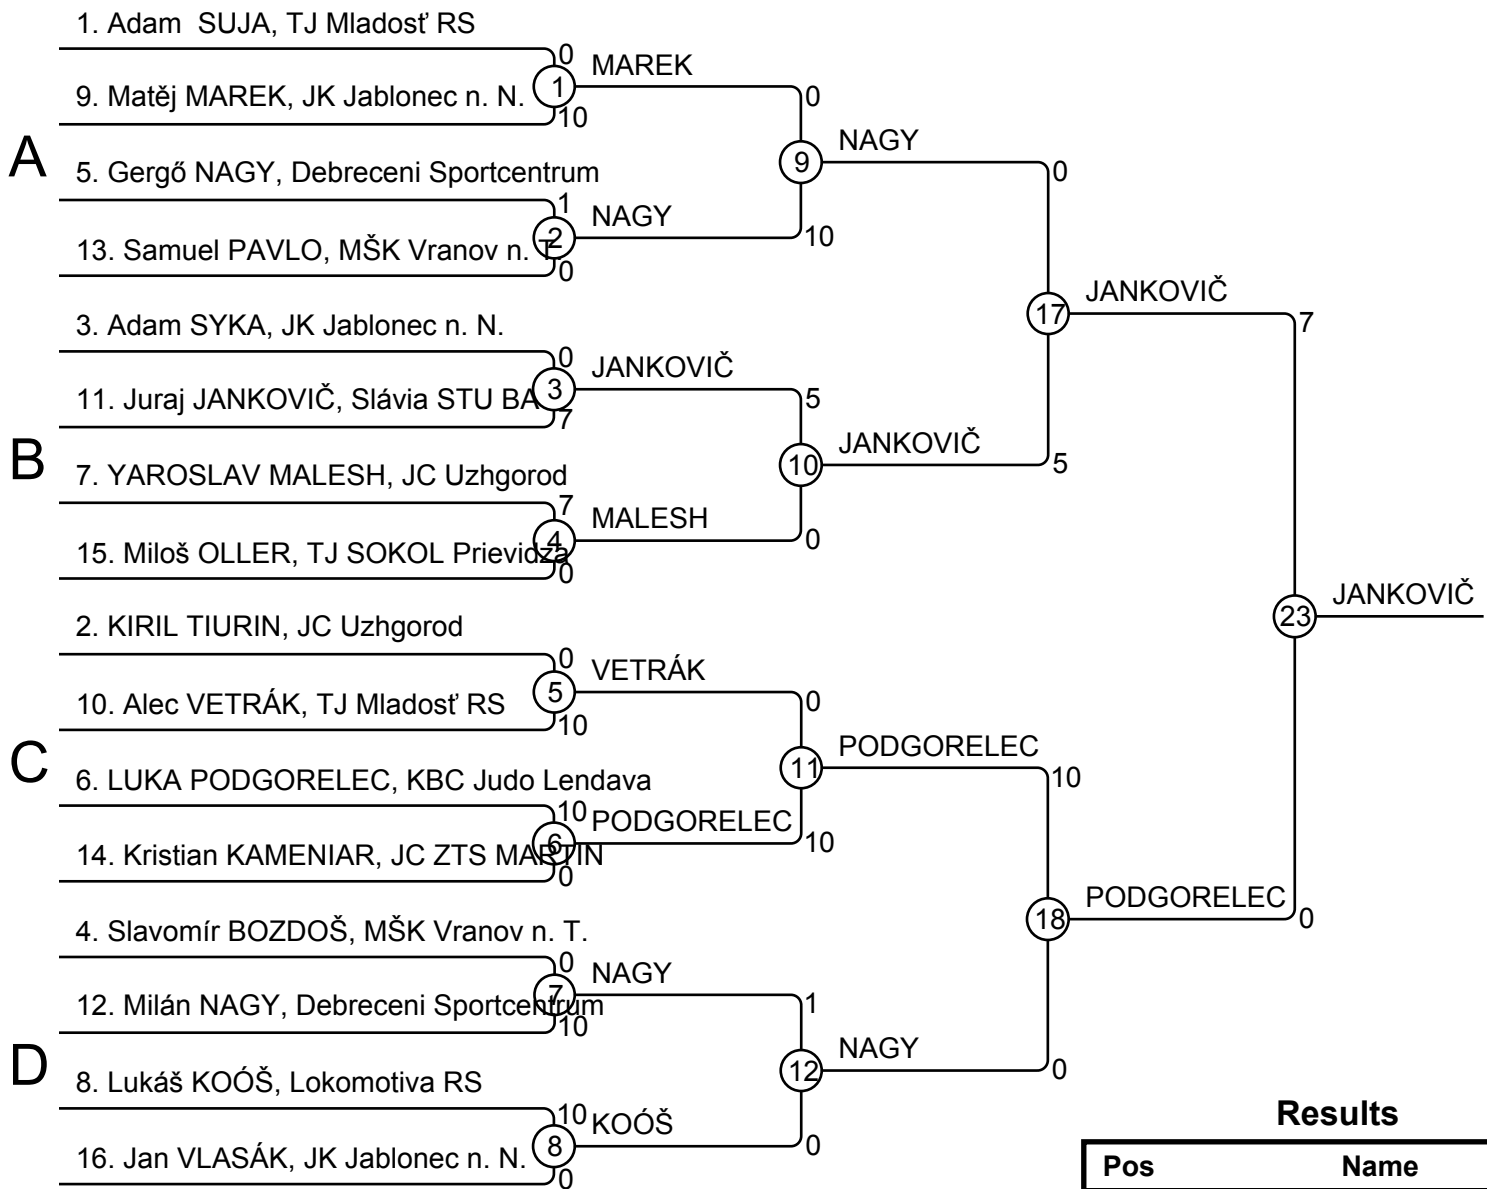 1. Adam  SUJA, TJ Mladosť RS
0
MAREK
9. Matěj MAREK, JK Jablonec n. N.
1
0
10
NAGY
A
9
5. Gergő NAGY, Debreceni Sportcentrum
0
1
NAGY
13. Samuel PAVLO, MŠK Vranov n. T.
2
10
0
3. Adam SYKA, JK Jablonec n. N.
JANKOVIČ
17
7
0
JANKOVIČ
11. Juraj JANKOVIČ, Slávia STU BA
3
5
7
JANKOVIČ
B
10
5
7. YAROSLAV MALESH, JC Uzhgorod
7
MALESH
15. Miloš OLLER, TJ SOKOL Prievidza
4
0
0
JANKOVIČ
23
2. KIRIL TIURIN, JC Uzhgorod
0
VETRÁK
10. Alec VETRÁK, TJ Mladosť RS
5
0
10
PODGORELEC
C
11
10
6. LUKA PODGORELEC, KBC Judo Lendava
10
PODGORELEC
14. Kristian KAMENIAR, JC ZTS MARTIN
6
10
0
PODGORELEC
18
0
4. Slavomír BOZDOŠ, MŠK Vranov n. T.
0
NAGY
12. Milán NAGY, Debreceni Sportcentrum
7
1
10
NAGY
D
12
0
8. Lukáš KOÓŠ, Lokomotiva RS
10
KOÓŠ
16. Jan VLASÁK, JK Jablonec n. N.
8
0
0
Results
Pos Name